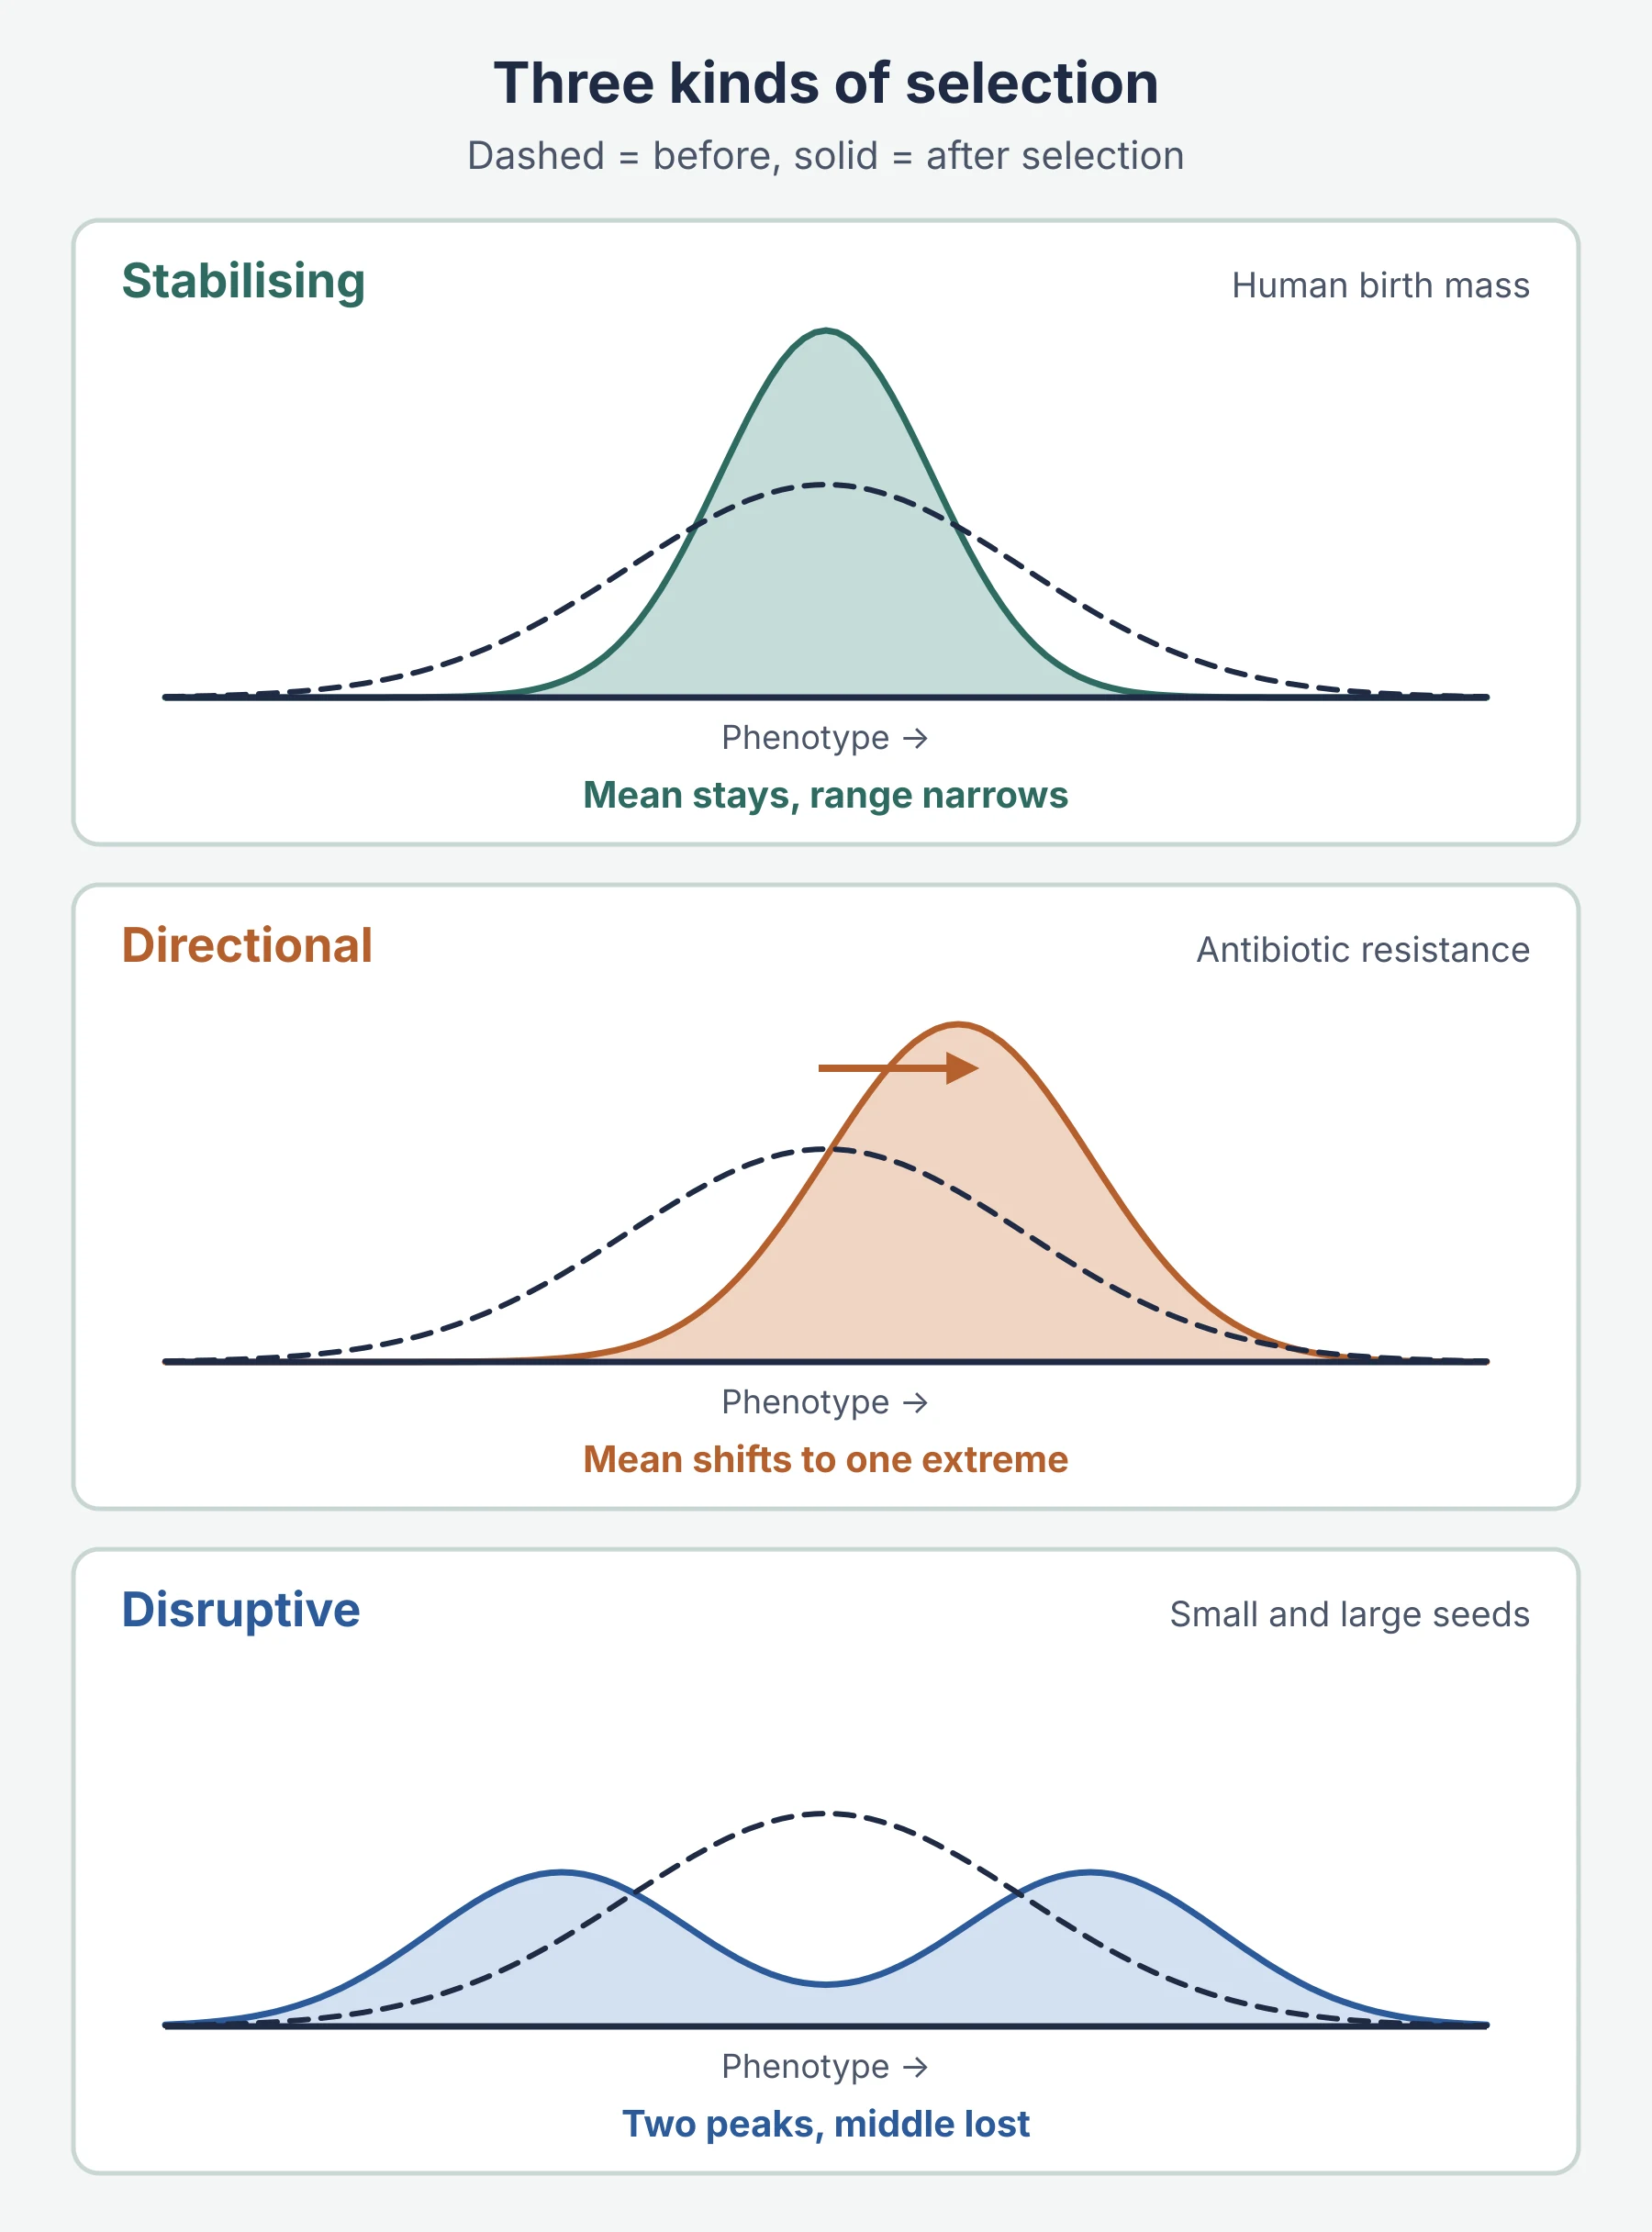 Three kinds of selection
Dashed = before, solid = after selection
Stabilising
Human birth mass
Phenotype →
Mean stays, range narrows
Directional
Antibiotic resistance
Phenotype →
Mean shifts to one extreme
Disruptive
Small and large seeds
Phenotype →
Two peaks, middle lost